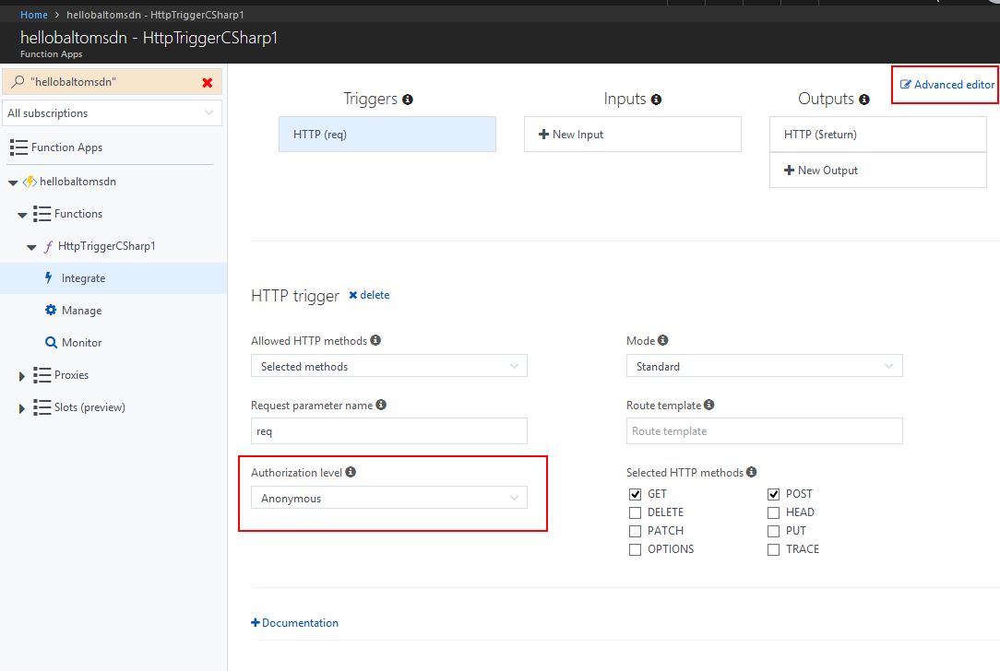 Home > hellobaltomsdn - HttpTriggerCSharp1
hellobaltomsdn - HttpTriggerCSharp1
Function Apps
"hellobaltomsdn"
All subscriptions
Function Apps
hellobaltomsdn
Functions
HttpTriggerCSharp1
Integrate
Manage
Monitor
Proxies
Slots (preview)
Advanced editor
Triggers
HTTP (req)
Inputs
New Input
Outputs
HTTP ($return)
New Output
HTTP trigger delete
Allowed HTTP methods
Selected methods
Mode
Standard
Request parameter name
req
Route template
Route template
Authorization level
Anonymous
Selected HTTP methods
GET POST
DELETE HEAD
PATCH PUT
OPTIONS TRACE
Documentation